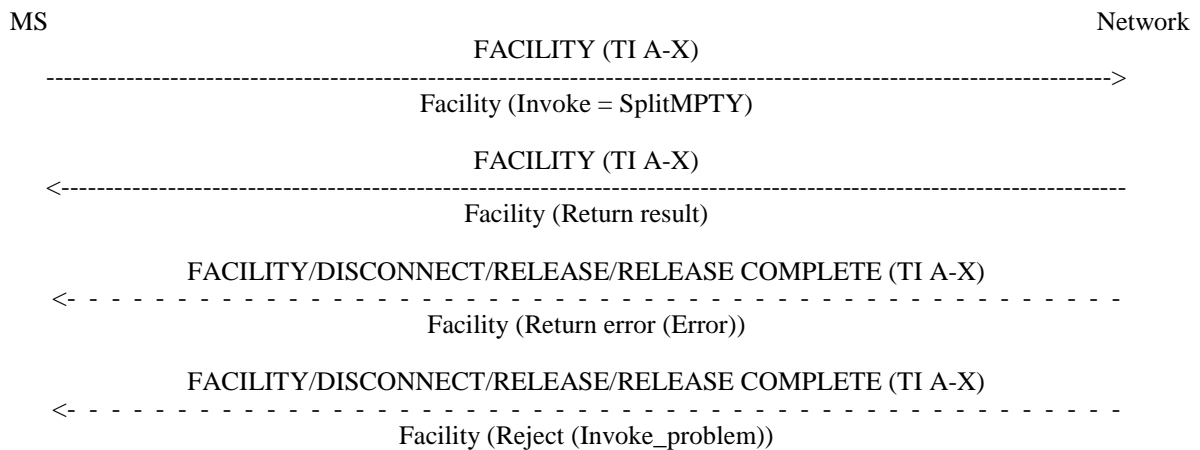 MS Network
FACILITY (TI A-X)
Facility (Invoke = SplitMPTY)
FACILITY (TI A-X)
Facility (Return result)
FACILITY/DISCONNECT/RELEASE/RELEASE COMPLETE (TI A-X)
Facility (Return error (Error))
FACILITY/DISCONNECT/RELEASE/RELEASE COMPLETE (TI A-X)
Facility (Reject (Invoke_problem))